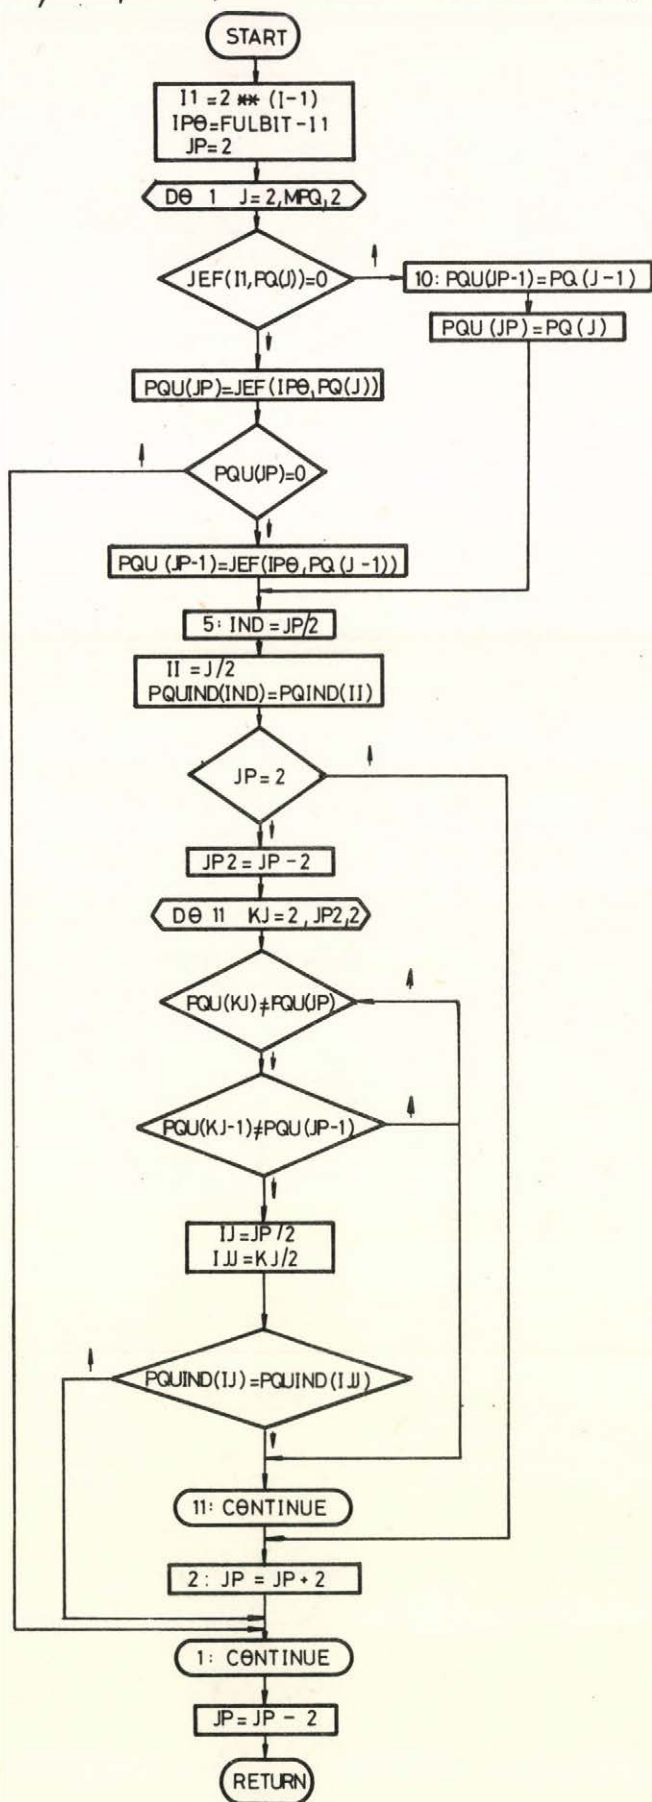 START
I1 = 2 ** (I-1)
IPΘ=FULBIT-I1
JP=2
DΘ 1 J=2,MPQ,2
JEF(I1,PQ(J))=0
10: PQU(JP-1)=PQ(J-1)
PQU(JP)=PQ(J)
PQU(JP)=JEF(IPΘ,PQ(J))
PQU(JP)=0
PQU(JP-1)=JEF(IPΘ,PQ(J-1))
5: IND=JP/2
II=J/2
PQUIND(IND)=PQIND(II)
JP=2
JP2=JP-2
DΘ 11 KJ=2,JP2,2
PQU(KJ)≠PQU(JP)
PQU(KJ-1)≠PQU(JP-1)
IJ=JP/2
IJJ=KJ/2
PQUIND(IJ)=PQUIND(IJJ)
11: CΘNTINUE
2: JP=JP+2
1: CΘNTINUE
JP=JP-2
RETURN